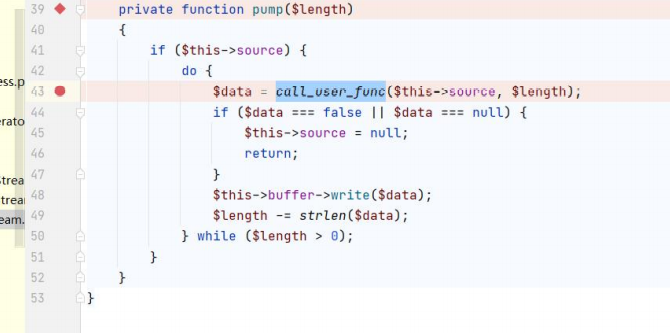 39 private function pump($length)
40 {
41 if ($this->source) {
42 do {
43 $data = call_user_func($this->source, $length);
44 if ($data === false || $data === null) {
45 $this->source = null;
46 return;
47 }
48 $this->buffer->write($data);
49 $length -= strlen($data);
50 } while ($length > 0);
51 }
52 }
53 }
ess.p
erato
Strea
trea
eam.